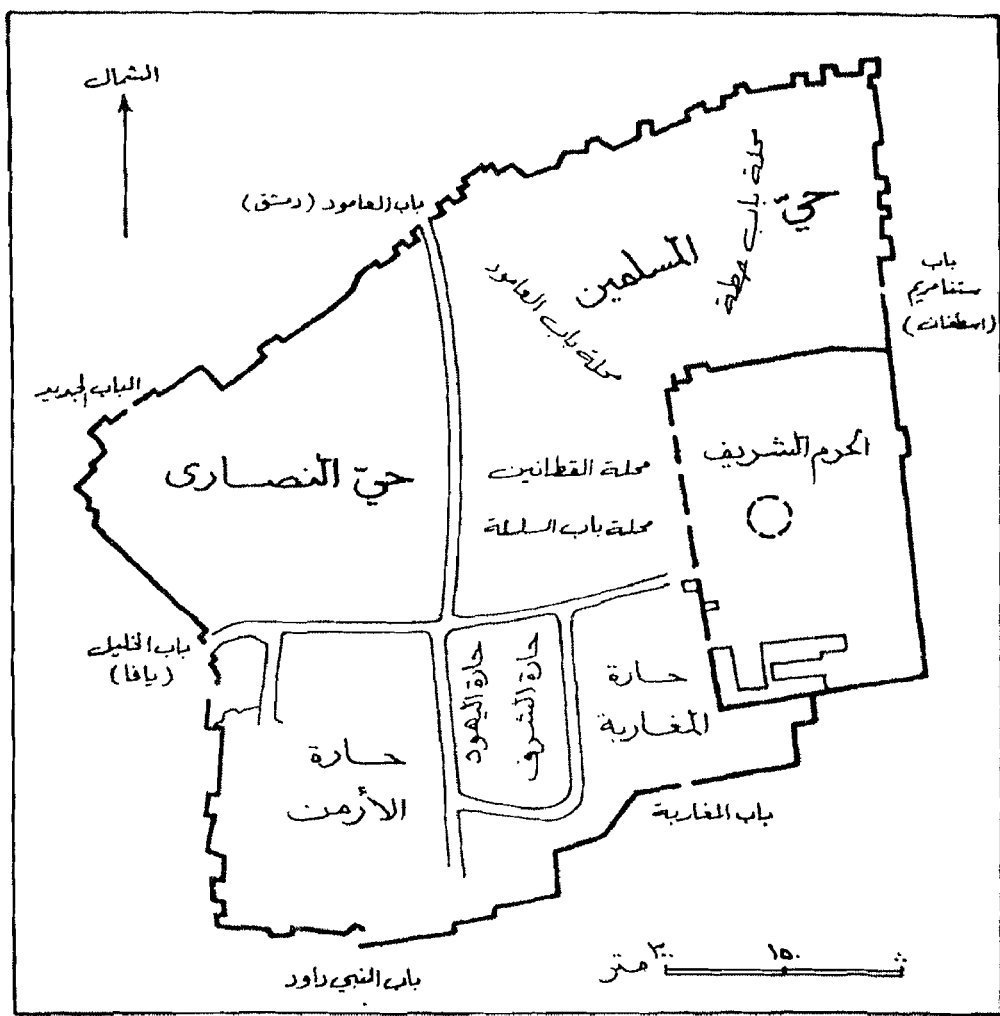 الشمال
باب العامود (دمشق)
حيّ
المسلمين
محلة باب حطة
محلة باب العامود
باب
ستنا مريم
(اسطفان)
الباب الجديد
الحرم الشريف
حيّ النصارى
محلة القطانين
محلة باب السلسلة
باب الخليل
(يافا)
حارة اليهود
حارة الشرف
حارة
المغاربة
حارة
الأرمن
باب المغاربة
باب النبي داود
٣٠٠ ١٥٠ متر